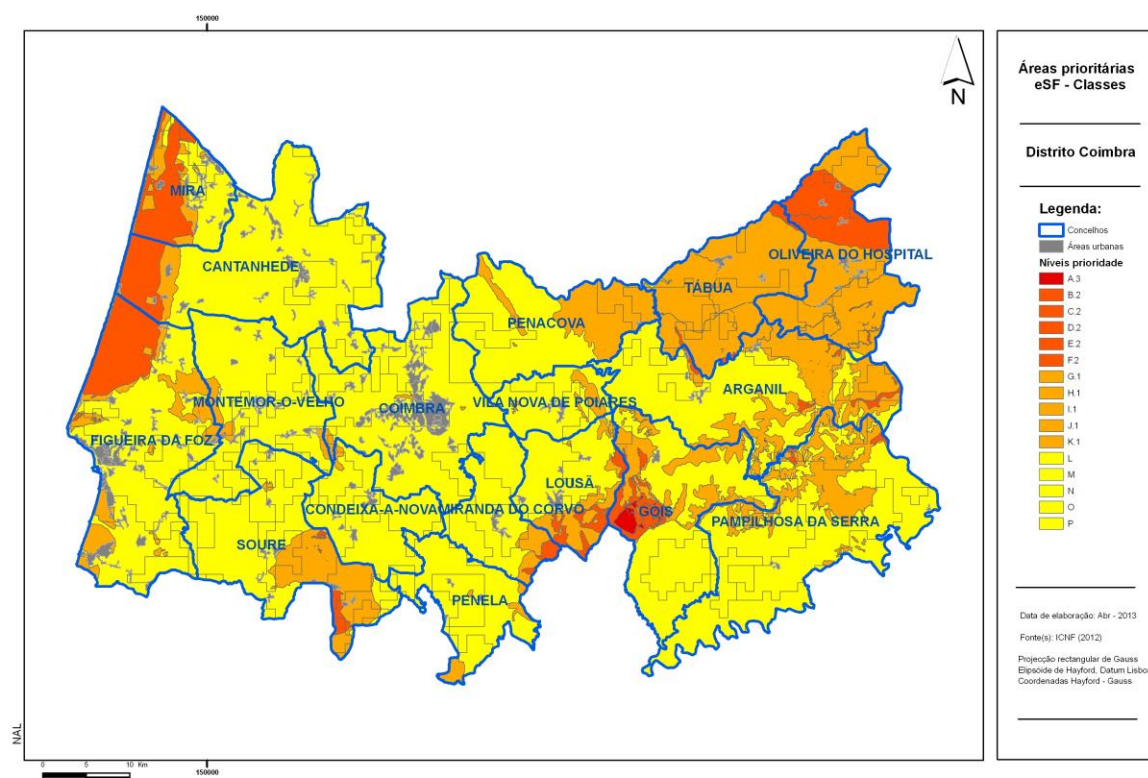 150000
N
MIRA
CANTANHEDE
OLIVEIRA DO HOSPITAL
TÁBUA
PENACOVA
ARGANIL
MONTEMOR-O-VELHO
COIMBRA
VILA NOVA DE POIARES
FIGUEIRA DA FOZ
LOUSÃ
CONDEIXA-A-NOVA
MIRANDA DO CORVO
GÓIS
PAMPILHOSA DA SERRA
SOURE
PENELA
NAL
0 5 10 Km
150000
Áreas prioritárias
eSF - Classes
Distrito Coimbra
Legenda:
Concelhos
Áreas urbanas
Níveis prioridade
A.3
B.2
C.2
D.2
E.2
F.2
G.1
H.1
I.1
J.1
K.1
L
M
N
O
P
Data de elaboração: Abr - 2013
Fonte(s): ICNF (2012)
Projecção rectangular de Gauss
Elipsóide de Hayford, Datum Lisbo
Coordenadas Hayford - Gauss